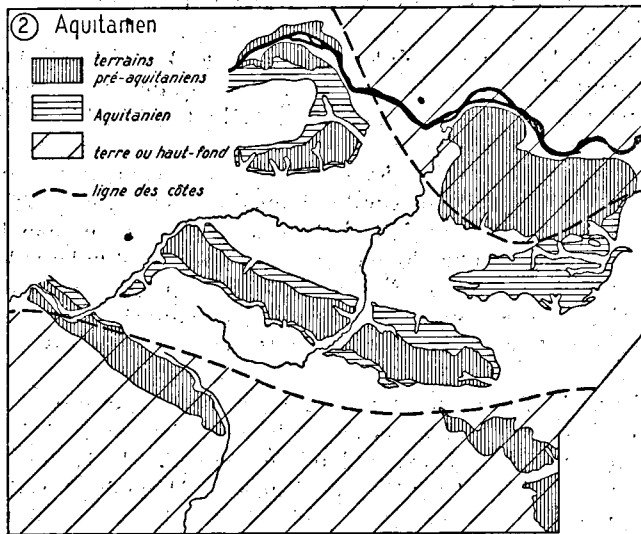 ② Aquitanien
terrains
pré-aquitaniens
Aquitanien
terre ou haut-fond
ligne des côtes